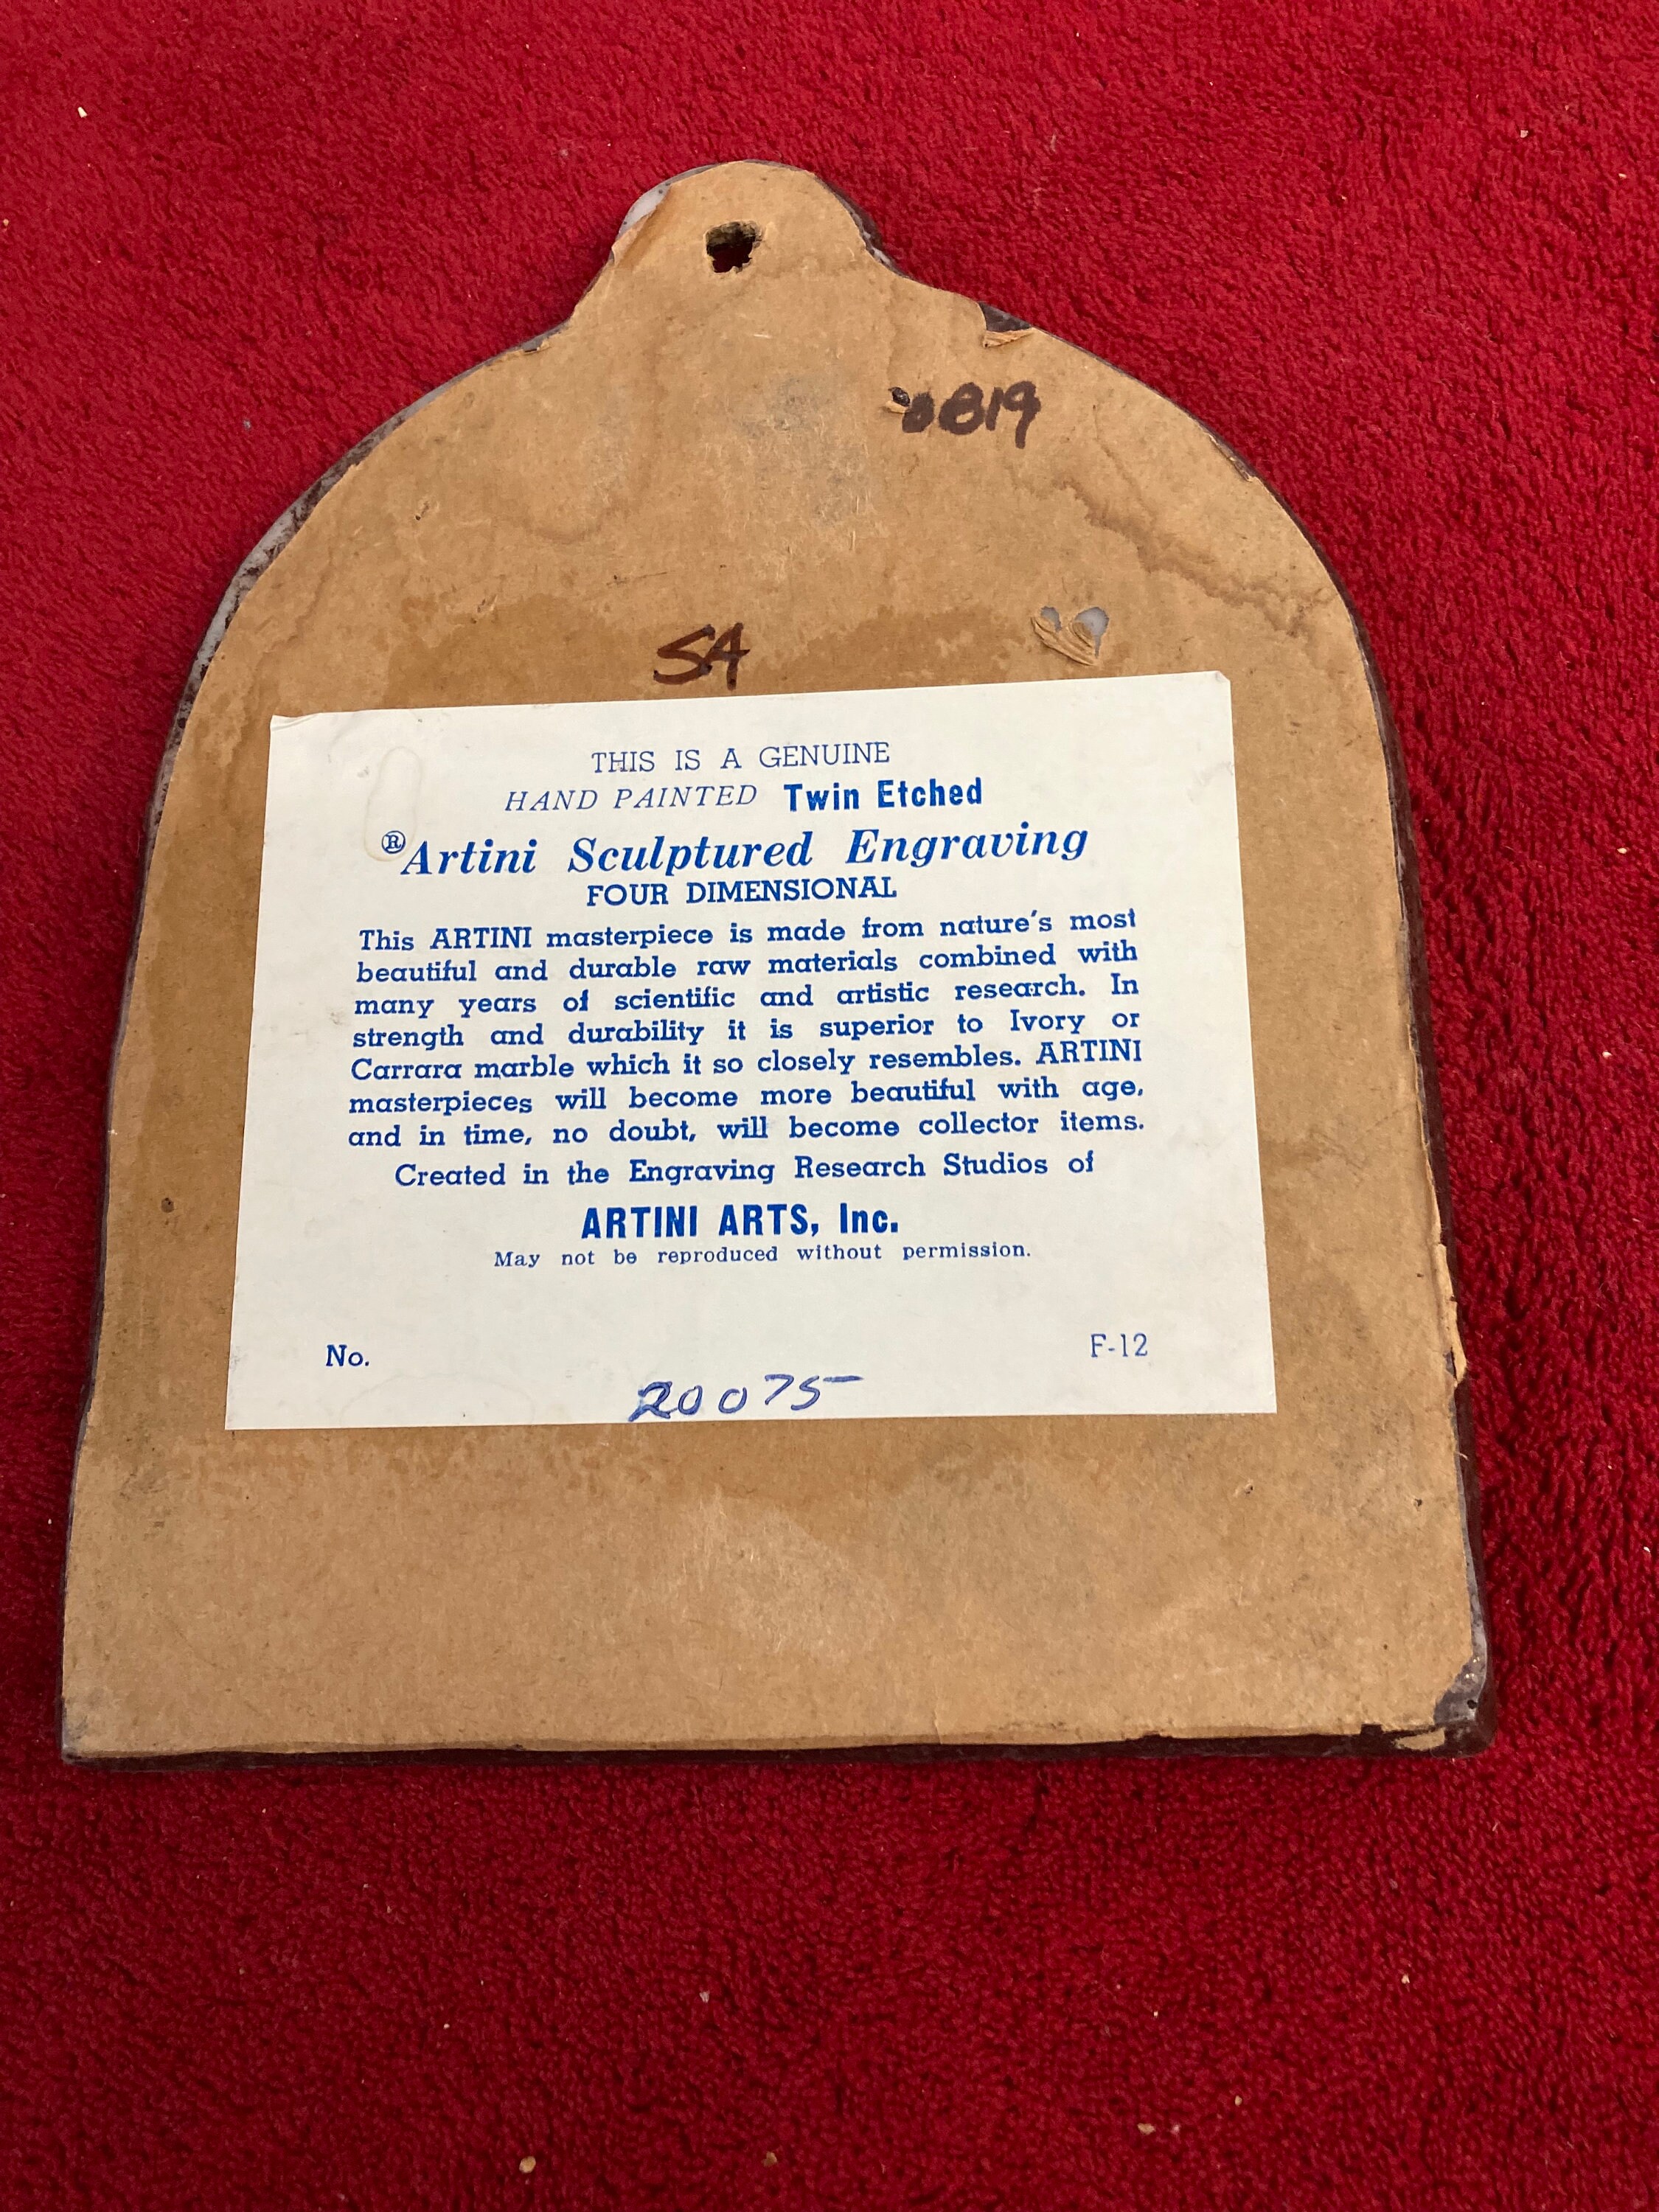 0819
S4
THIS IS A GENUINE
HAND PAINTED Twin Etched
®Artini Sculptured Engraving
FOUR DIMENSIONAL
This ARTINI masterpiece is made from nature's most
beautiful and durable raw materials combined with
many years of scientific and artistic research. In
strength and durability it is superior to Ivory or
Carrara marble which it so closely resembles. ARTINI
masterpieces will become more beautiful with age,
and in time, no doubt, will become collector items.
Created in the Engraving Research Studios of
ARTINI ARTS, Inc.
May not be reproduced without permission.
No. F-12
20075